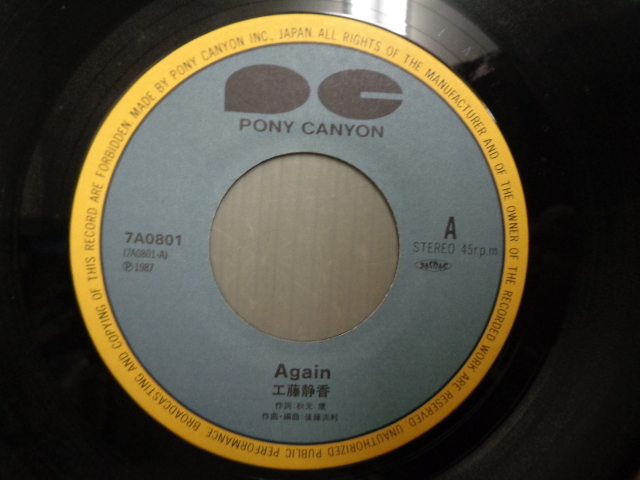 MADE BY PONY CANYON INC., JAPAN ALL RIGHTS OF THE MANUFACTURER AND OF THE OWNER OF THE RECORDED WORK ARE RESERVED UNAUTHORIZED PUBLIC PERFORMANCE BROADCASTING AND COPYING OF THIS RECORD ARE FORBIDDEN
PC
PONY CANYON
7A0801
(7A0801-A)
Ⓟ1987
A
STEREO 45r.p.m
Again
工藤静香
作詞:秋元 康
作曲・編曲:後藤次利